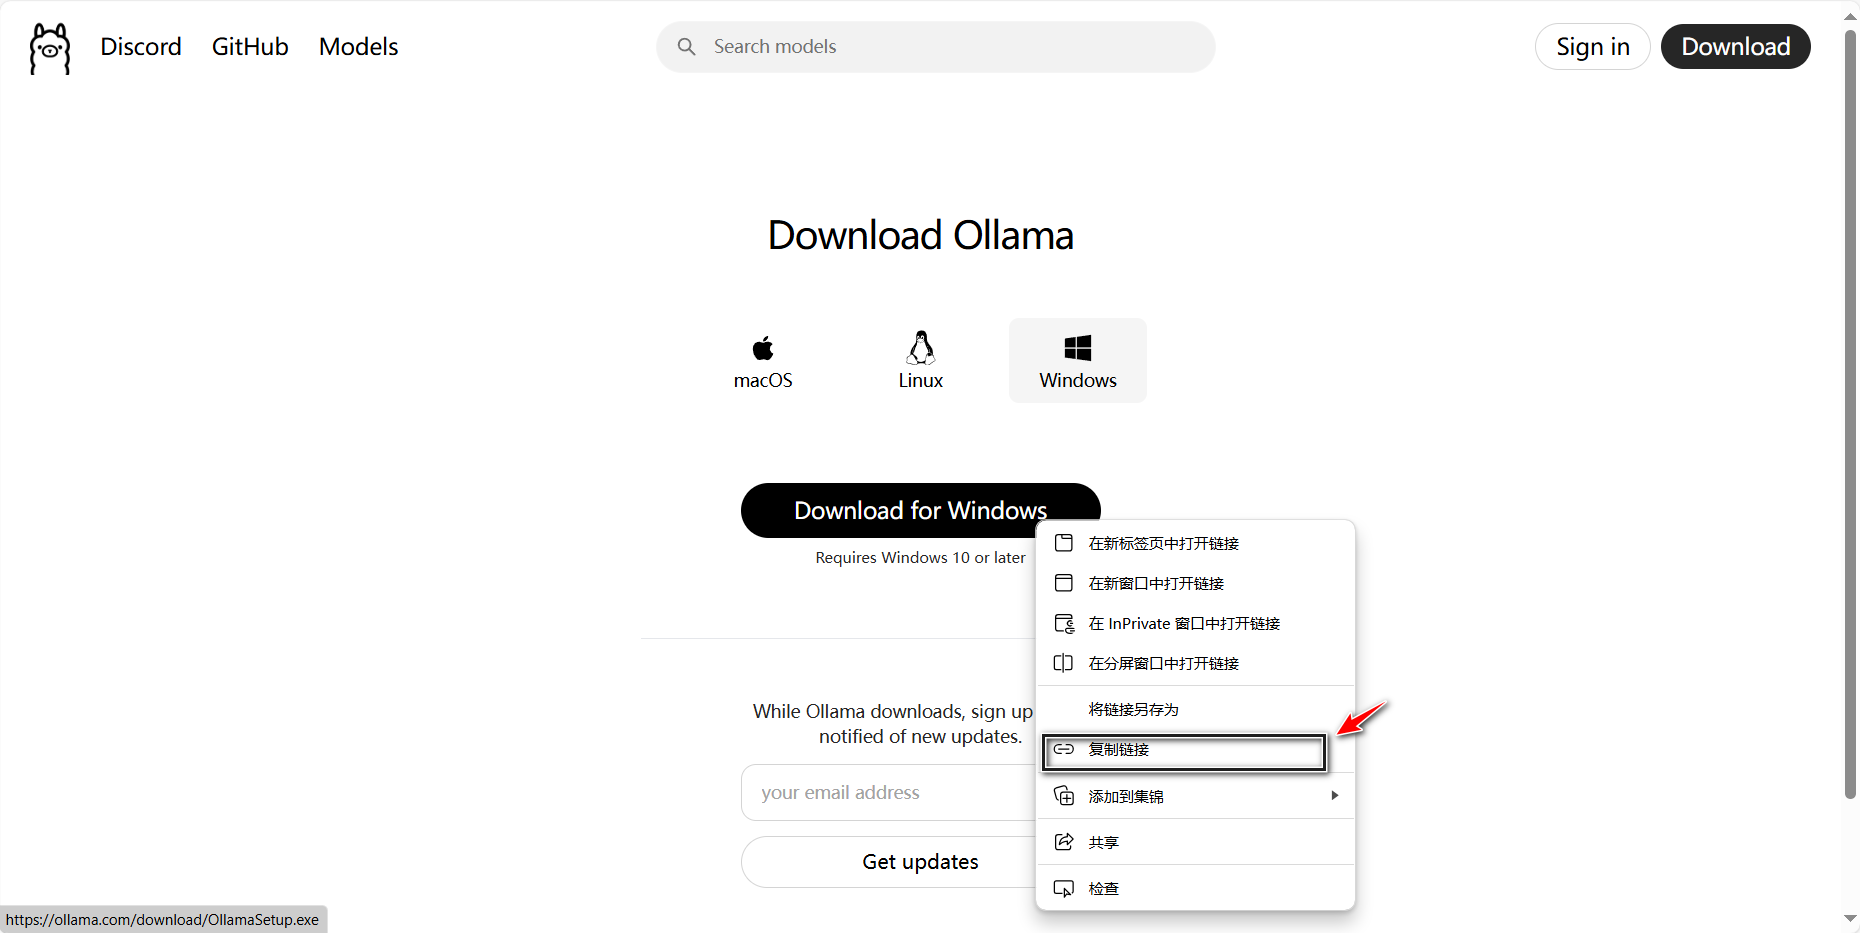 Discord GitHub Models
Search models
Sign in Download
Download Ollama
macOS Linux Windows
Download for Windows
Requires Windows 10 or later
While Ollama downloads, sign up
notified of new updates.
your email address
Get updates
在新标签页中打开链接
在新窗口中打开链接
在 InPrivate 窗口中打开链接
在分屏窗口中打开链接
将链接另存为
复制链接
添加到集锦
共享
检查
https://ollama.com/download/OllamaSetup.exe